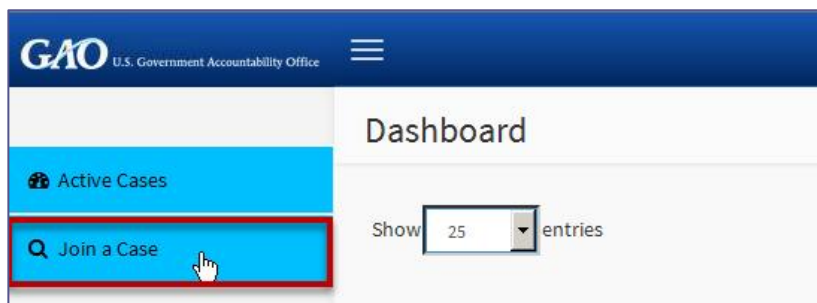 GAO U.S. Government Accountability Office
Dashboard
Active Cases
Show 25 entries
Join a Case